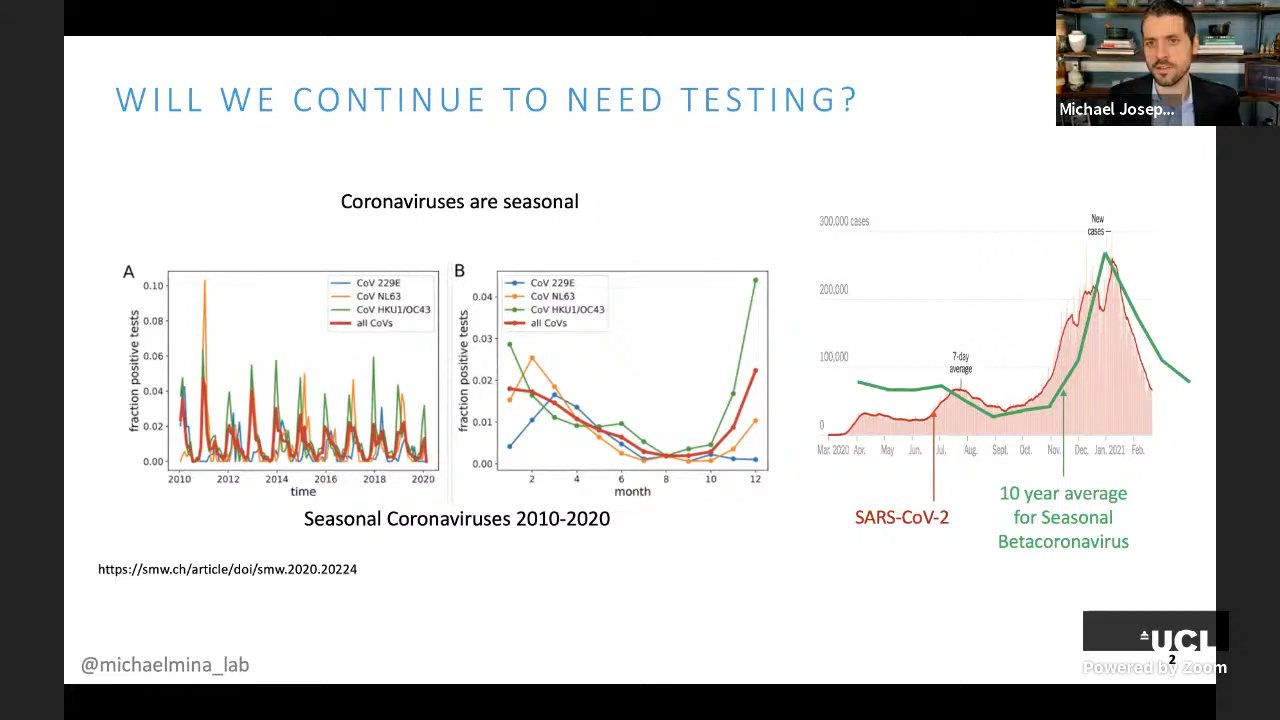 WILL WE CONTINUE TO NEED TESTING?
Michael Josep...
Coronaviruses are seasonal
A
fraction positive tests
0.10
0.08
0.06
0.04
0.02
0.00
CoV 229E
CoV NL63
CoV HKU1/OC43
all CoVs
2010 2012 2014 2016 2018 2020
time
B
fraction positive tests
0.04
0.03
0.02
0.01
0.00
CoV 229E
CoV NL63
CoV HKU1/OC43
all CoVs
2 4 6 8 10 12
month
Seasonal Coronaviruses 2010-2020
300,000 cases
200,000
100,000
0
New
cases
7-day
average
Mar. 2020 Apr. May Jun. Jul. Aug. Sept. Oct. Nov. Dec. Jan. 2021 Feb.
SARS-CoV-2
10 year average
for Seasonal
Betacoronavirus
https://smw.ch/article/doi/smw.2020.20224
@michaelmina_lab
UCL
2
Powered by Zoom